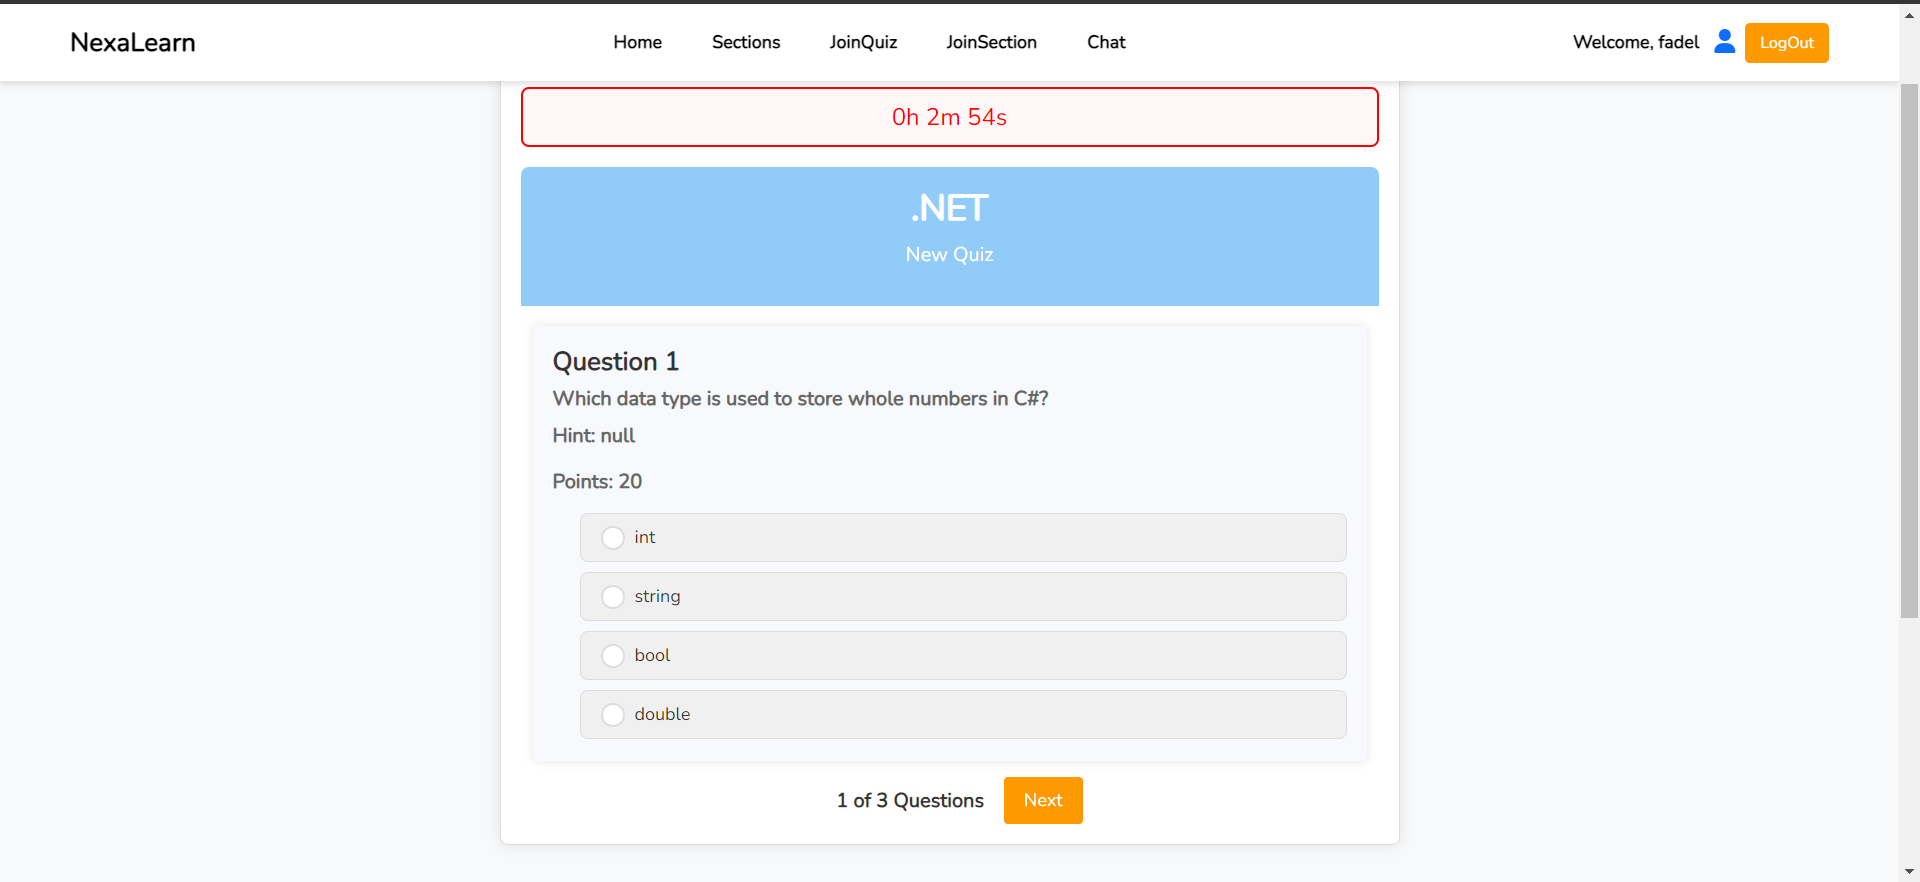 NexaLearn
Home Sections JoinQuiz JoinSection Chat
Welcome, fadel LogOut
0h 2m 54s
.NET
New Quiz
Question 1
Which data type is used to store whole numbers in C#?
Hint: null
Points: 20
int
string
bool
double
1 of 3 Questions Next